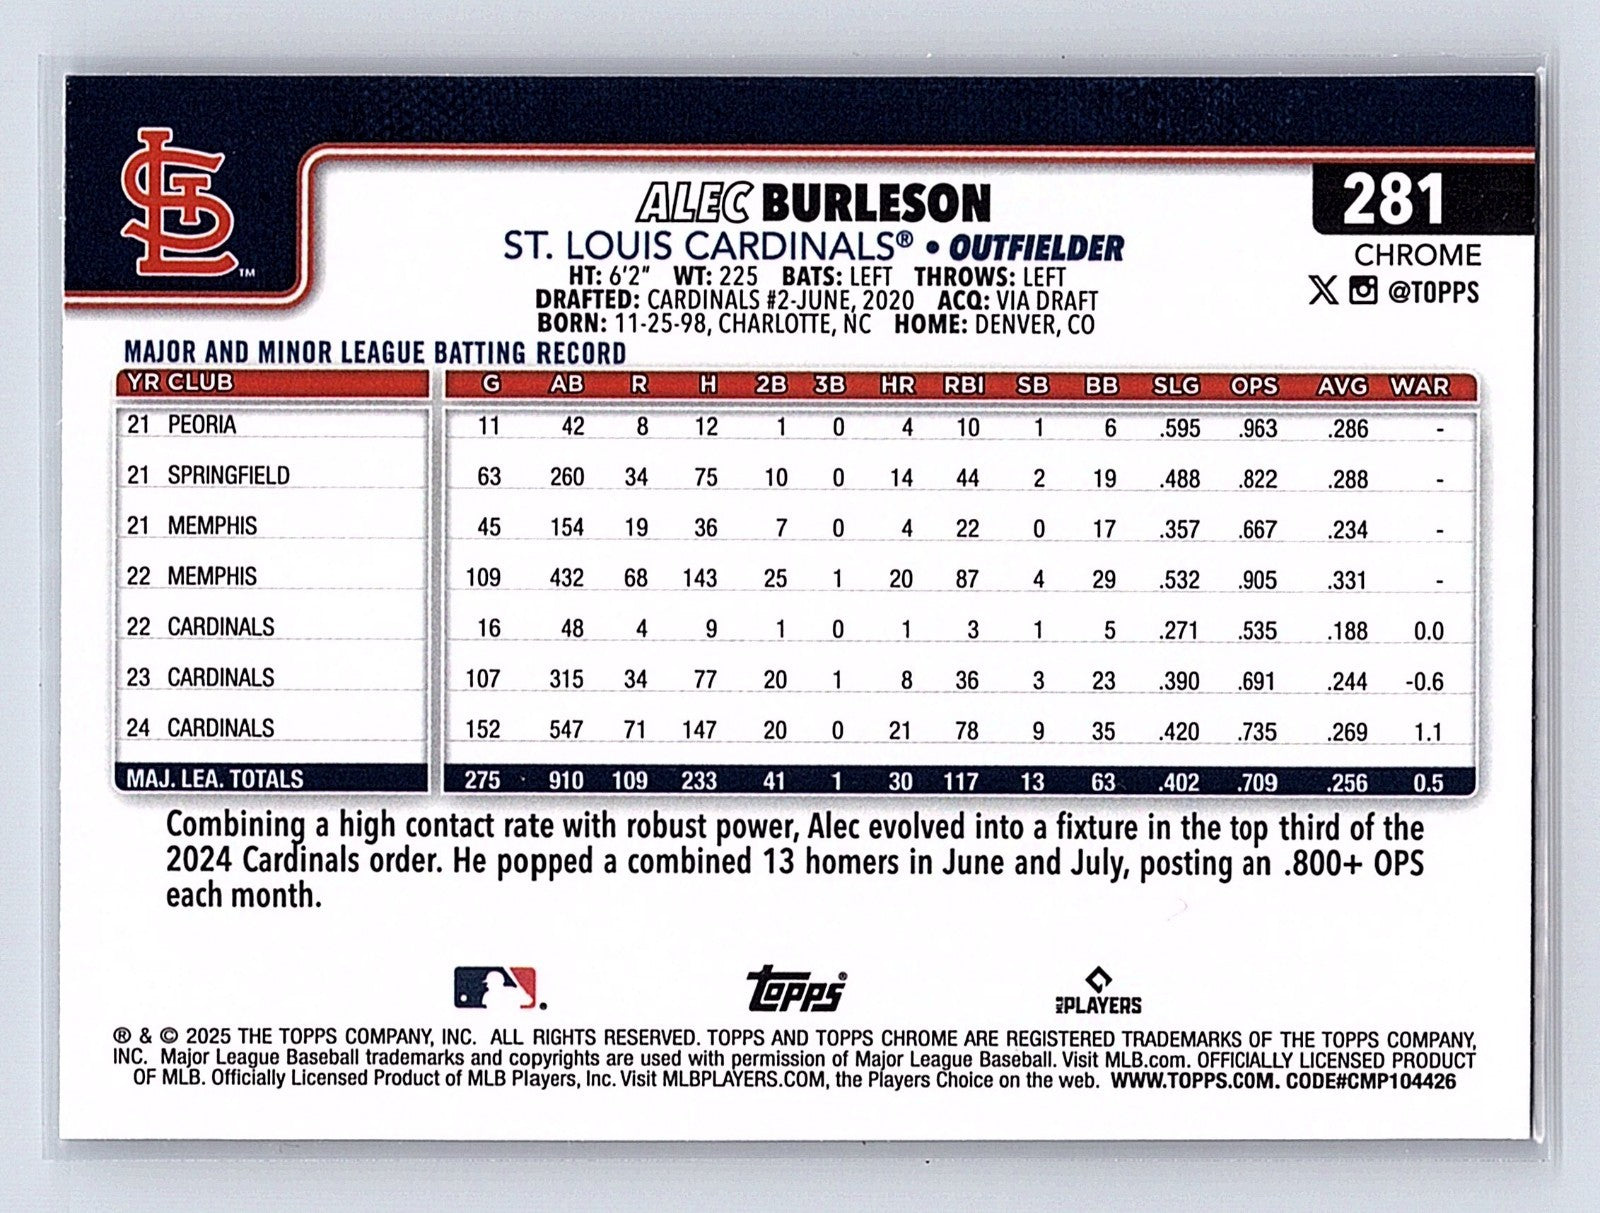 STL ™
ALEC BURLESON
281
ST. LOUIS CARDINALS® • OUTFIELDER
CHROME
HT: 6'2" WT: 225 BATS: LEFT THROWS: LEFT
@TOPPS
DRAFTED: CARDINALS #2-JUNE, 2020 ACQ: VIA DRAFT
BORN: 11-25-98, CHARLOTTE, NC HOME: DENVER, CO
MAJOR AND MINOR LEAGUE BATTING RECORD
YR CLUB G AB R H 2B 3B HR RBI SB BB SLG OPS AVG WAR
21 PEORIA 11 42 8 12 1 0 4 10 1 6 .595 .963 .286 -
21 SPRINGFIELD 63 260 34 75 10 0 14 44 2 19 .488 .822 .288 -
21 MEMPHIS 45 154 19 36 7 0 4 22 0 17 .357 .667 .234 -
22 MEMPHIS 109 432 68 143 25 1 20 87 4 29 .532 .905 .331 -
22 CARDINALS 16 48 4 9 1 0 1 3 1 5 .271 .535 .188 0.0
23 CARDINALS 107 315 34 77 20 1 8 36 3 23 .390 .691 .244 -0.6
24 CARDINALS 152 547 71 147 20 0 21 78 9 35 .420 .735 .269 1.1
MAJ. LEA. TOTALS 275 910 109 233 41 1 30 117 13 63 .402 .709 .256 0.5
Combining a high contact rate with robust power, Alec evolved into a fixture in the top third of the
2024 Cardinals order. He popped a combined 13 homers in June and July, posting an .800+ OPS
each month.
Topps® MLB PLAYERS
® & © 2025 THE TOPPS COMPANY, INC. ALL RIGHTS RESERVED. TOPPS AND TOPPS CHROME ARE REGISTERED TRADEMARKS OF THE TOPPS COMPANY,
INC. Major League Baseball trademarks and copyrights are used with permission of Major League Baseball. Visit MLB.com. OFFICIALLY LICENSED PRODUCT
OF MLB. Officially Licensed Product of MLB Players, Inc. Visit MLBPLAYERS.COM, the Players Choice on the web. WWW.TOPPS.COM. CODE#CMP104426